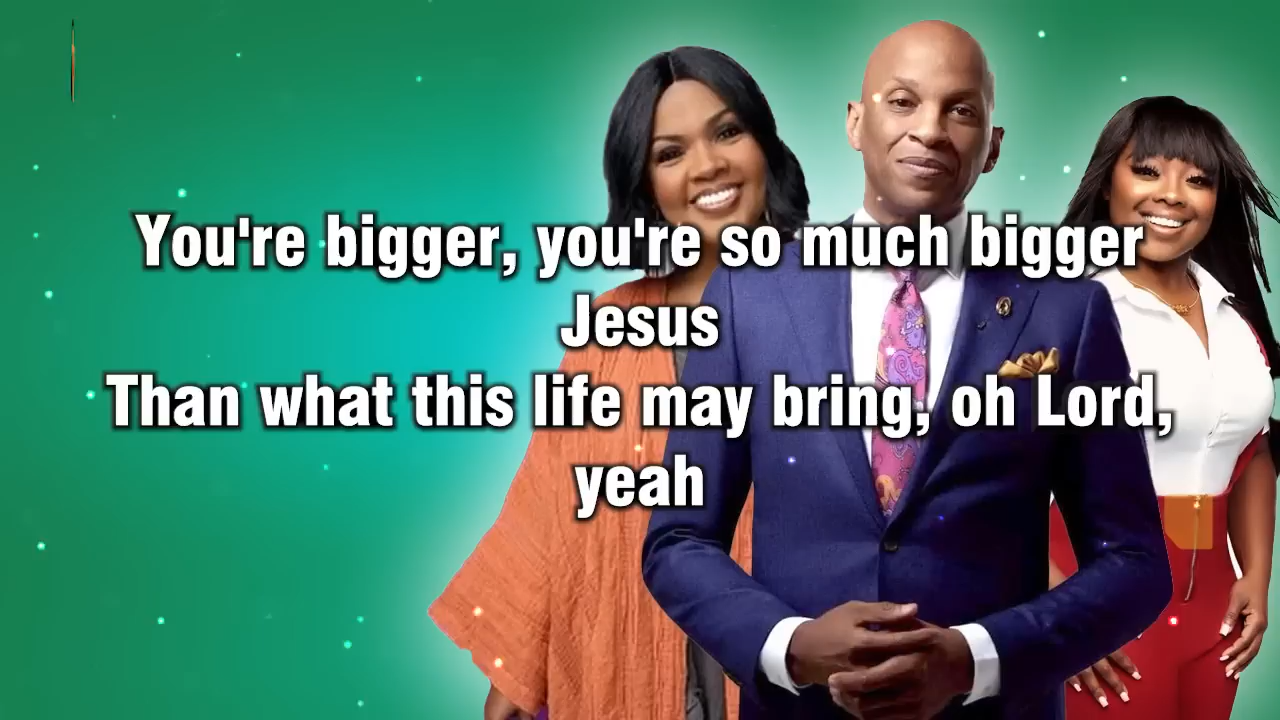 You're bigger, you're so much bigger
Jesus
Than what this life may bring, oh Lord,
yeah